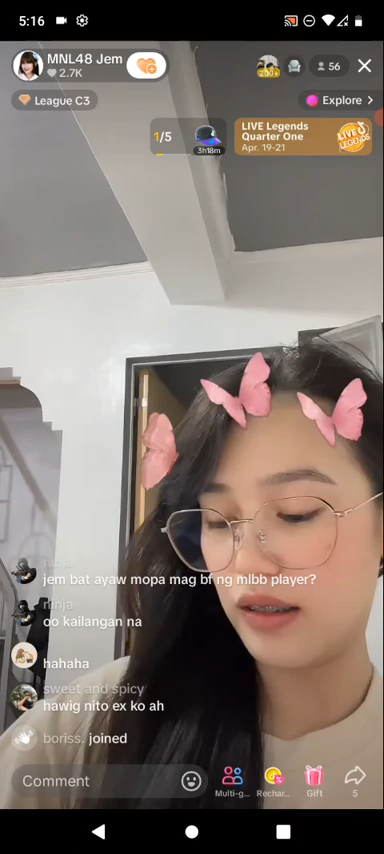 5:16
MNL48 Jem
2.7K
56
League C3
Explore
1/5
3h18m
LIVE Legends
Quarter One
Apr. 19-21
LIVE
LEGENDS
ninja
jem bat ayaw mopa mag bf ng mlbb player?
ninja
oo kailangan na
hahaha
sweet and spicy
hawig nito ex ko ah
boriss. joined
Comment
Multi-g...
Rechar...
Gift
5